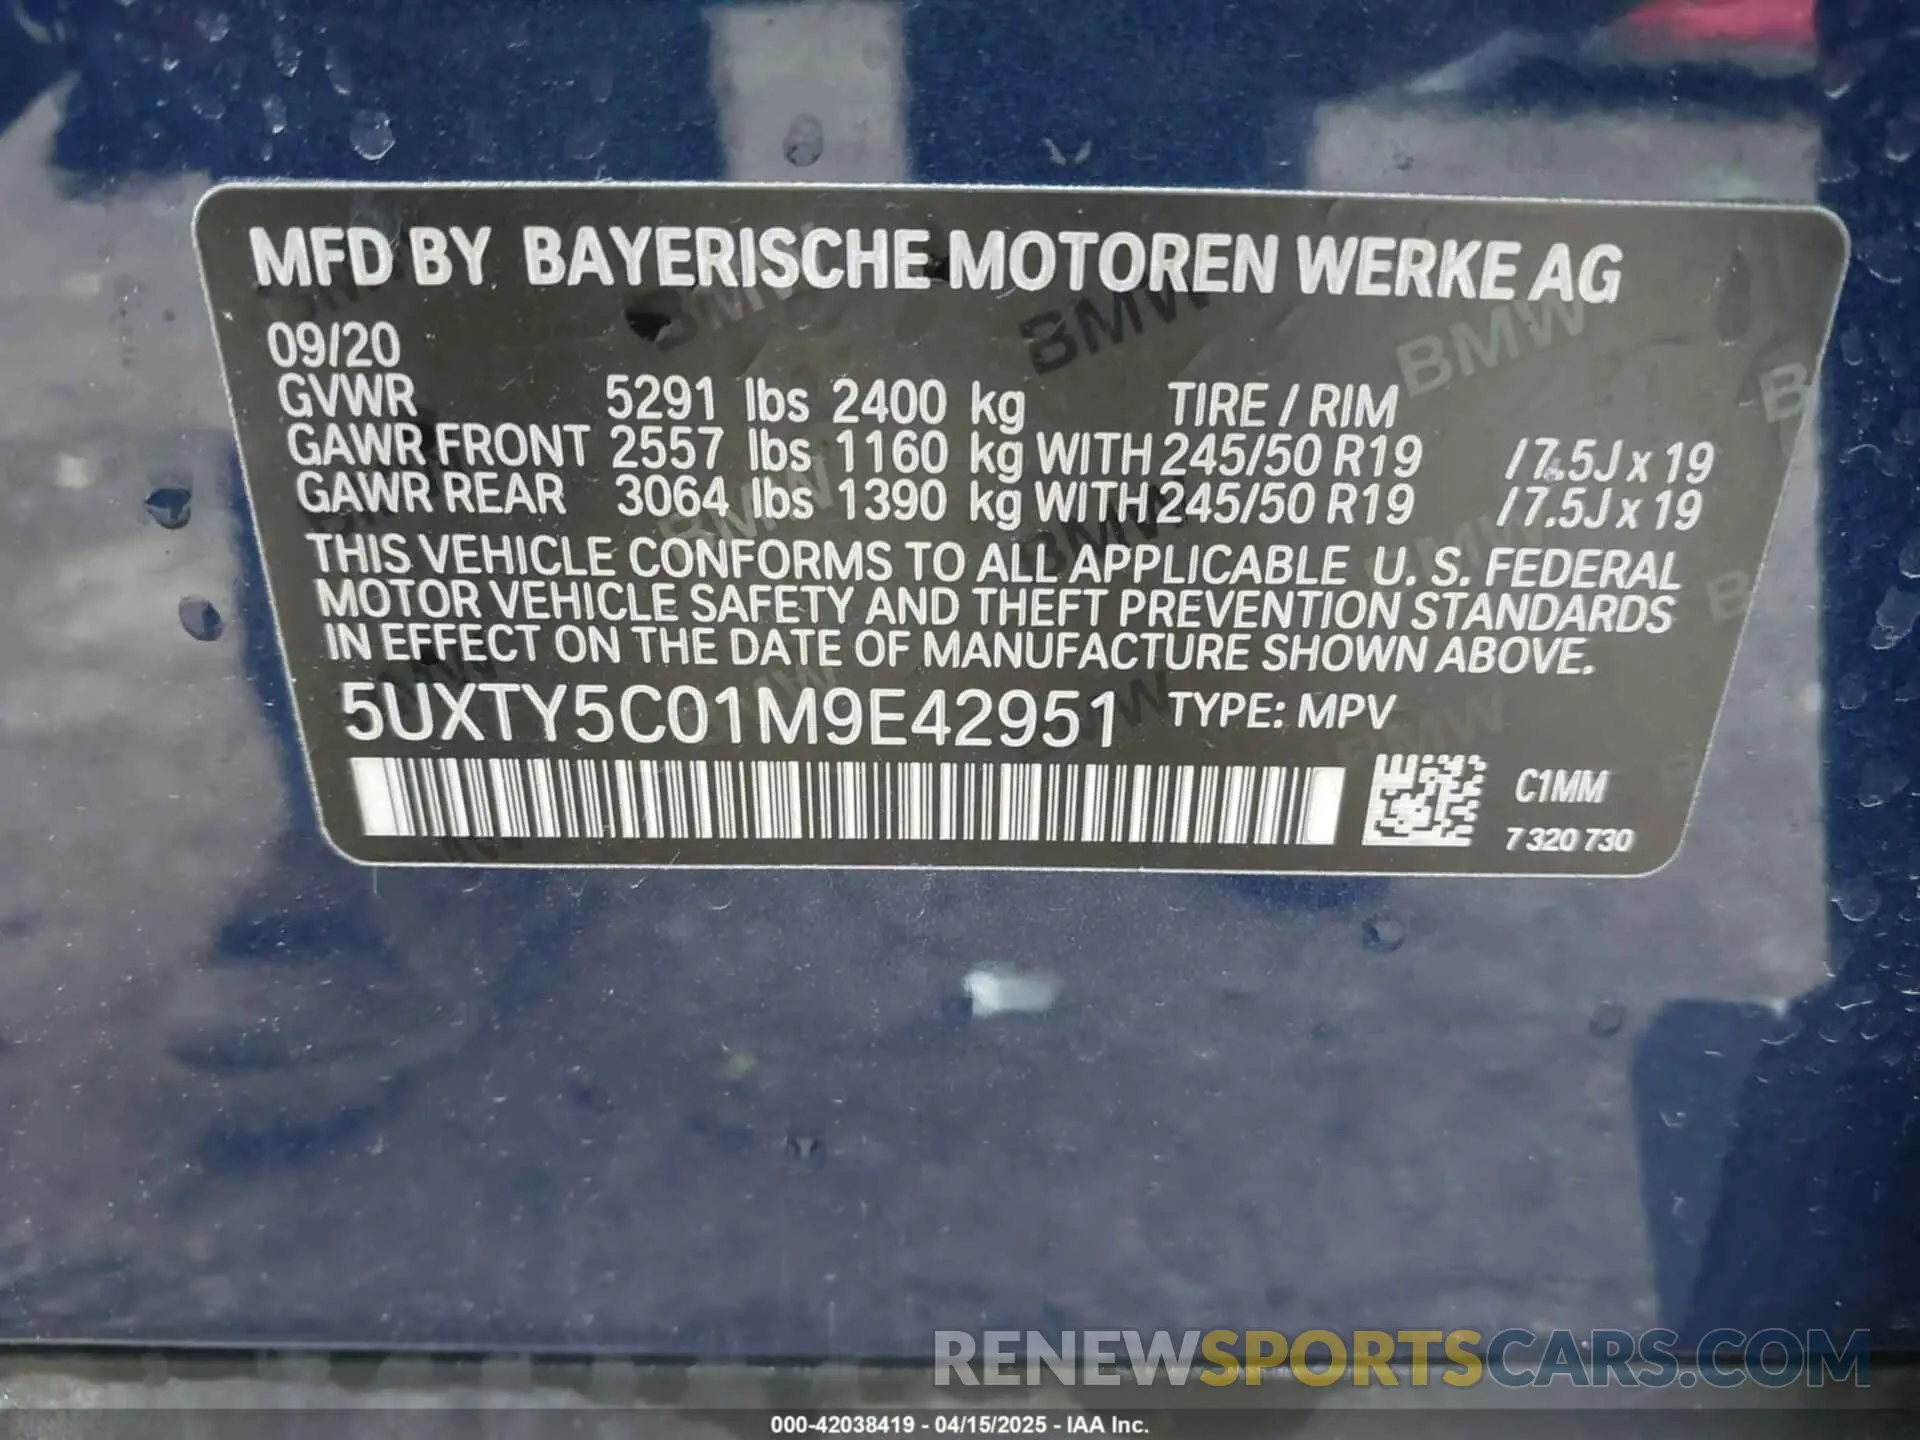 MFD BY BAYERISCHE MOTOREN WERKE AG
09/20
GVWR 5291 lbs 2400 kg TIRE / RIM
GAWR FRONT 2557 lbs 1160 kg WITH 245/50 R19 /7.5J x 19
GAWR REAR 3064 lbs 1390 kg WITH 245/50 R19 /7.5J x 19
THIS VEHICLE CONFORMS TO ALL APPLICABLE U. S. FEDERAL
MOTOR VEHICLE SAFETY AND THEFT PREVENTION STANDARDS
IN EFFECT ON THE DATE OF MANUFACTURE SHOWN ABOVE.
5UXTY5C01M9E42951 TYPE: MPV
C1MM
7 320 730
RENEWSPORTSCARS.COM
000-42038419 - 04/15/2025 - IAA Inc.